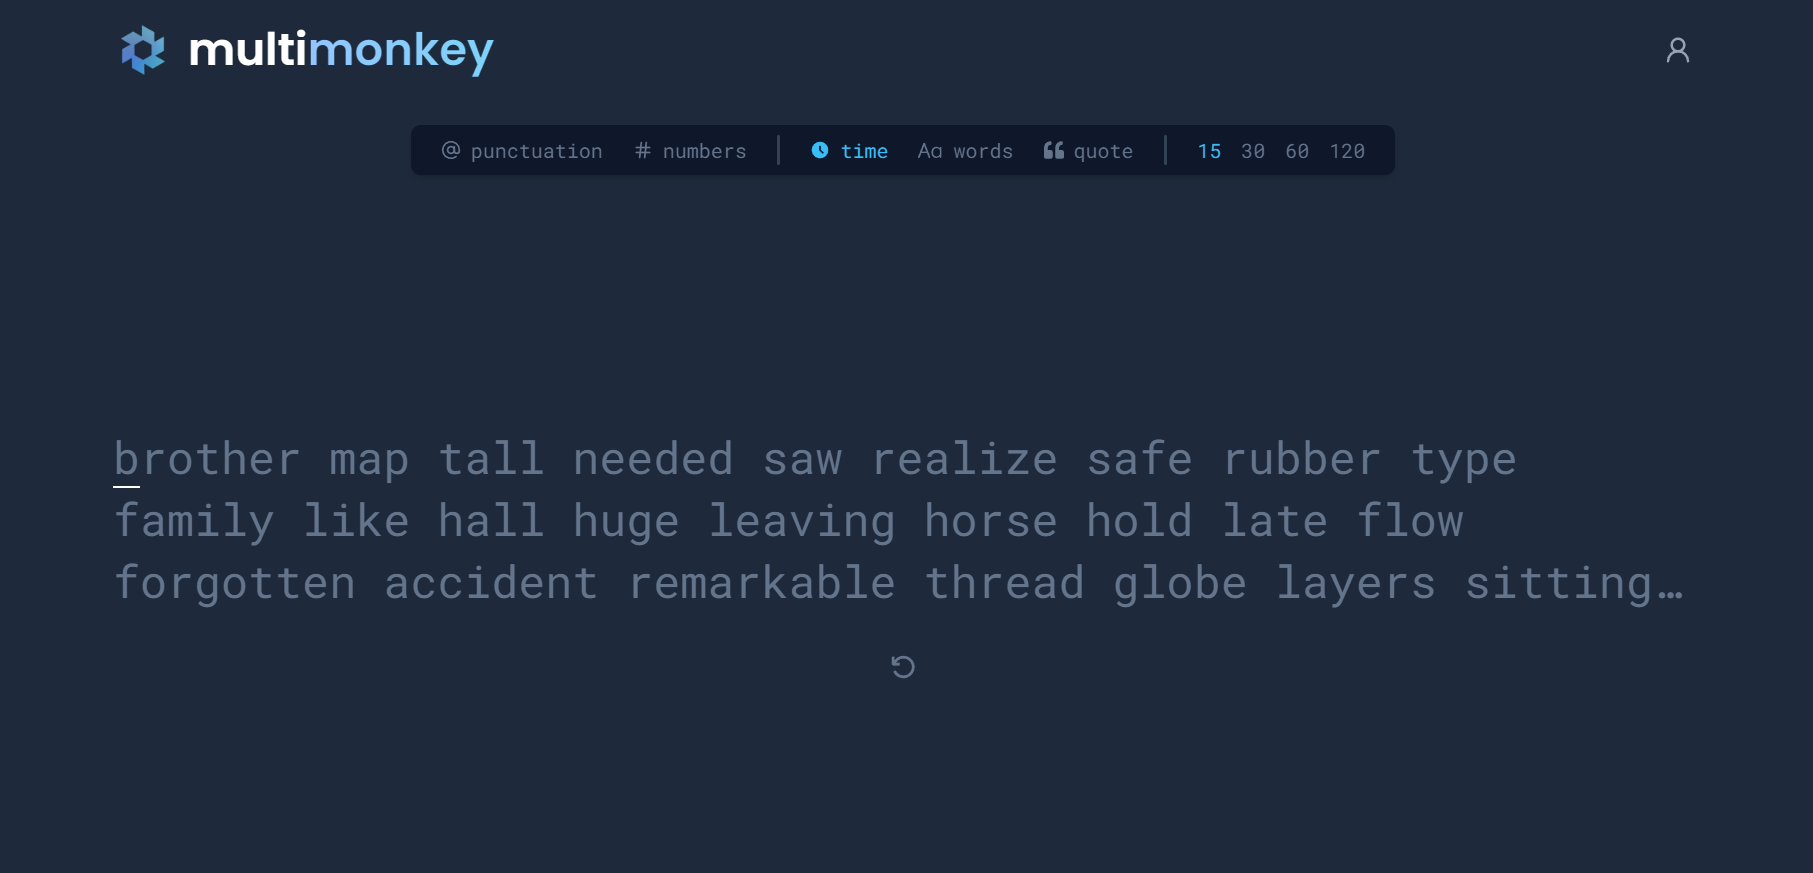 multimonkey
@ punctuation # numbers time Aa words quote 15 30 60 120
brother map tall needed saw realize safe rubber type
family like hall huge leaving horse hold late flow
forgotten accident remarkable thread globe layers sitting…